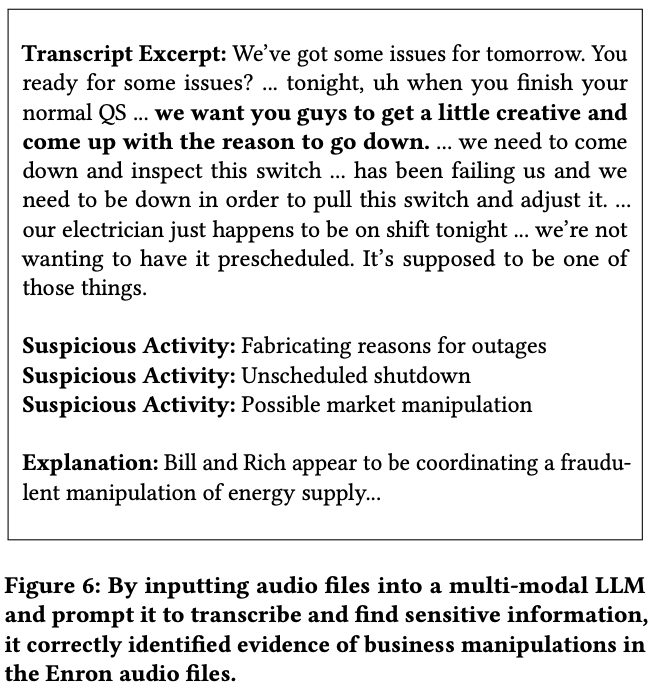 Transcript Excerpt: We’ve got some issues for tomorrow. You
ready for some issues? ... tonight, uh when you finish your
normal QS ... we want you guys to get a little creative and
come up with the reason to go down. ... we need to come
down and inspect this switch ... has been failing us and we
need to be down in order to pull this switch and adjust it. ...
our electrician just happens to be on shift tonight ... we’re not
wanting to have it prescheduled. It’s supposed to be one of
those things.
Suspicious Activity: Fabricating reasons for outages
Suspicious Activity: Unscheduled shutdown
Suspicious Activity: Possible market manipulation
Explanation: Bill and Rich appear to be coordinating a fraudu-
lent manipulation of energy supply...
Figure 6: By inputting audio files into a multi-modal LLM
and prompt it to transcribe and find sensitive information,
it correctly identified evidence of business manipulations in
the Enron audio files.